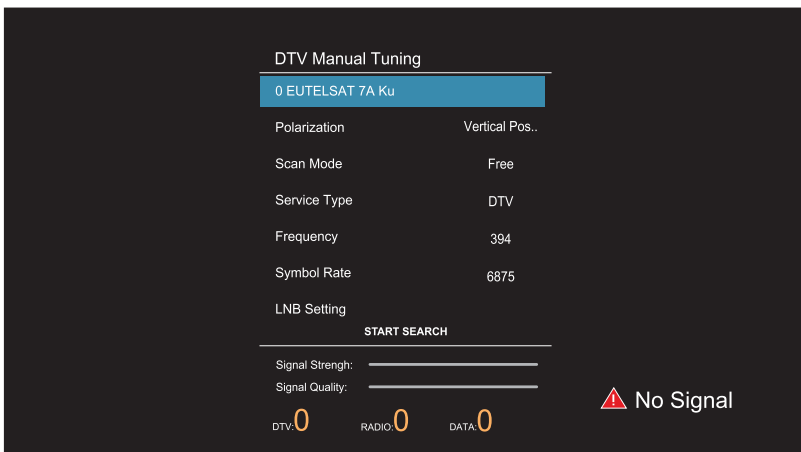 DTV Manual Tuning
0 EUTELSAT 7A Ku
Polarization Vertical Pos..
Scan Mode Free
Service Type DTV
Frequency 394
Symbol Rate 6875
LNB Setting
START SEARCH
Signal Strengh:
Signal Quality:
DTV:0 RADIO:0 DATA:0
No Signal